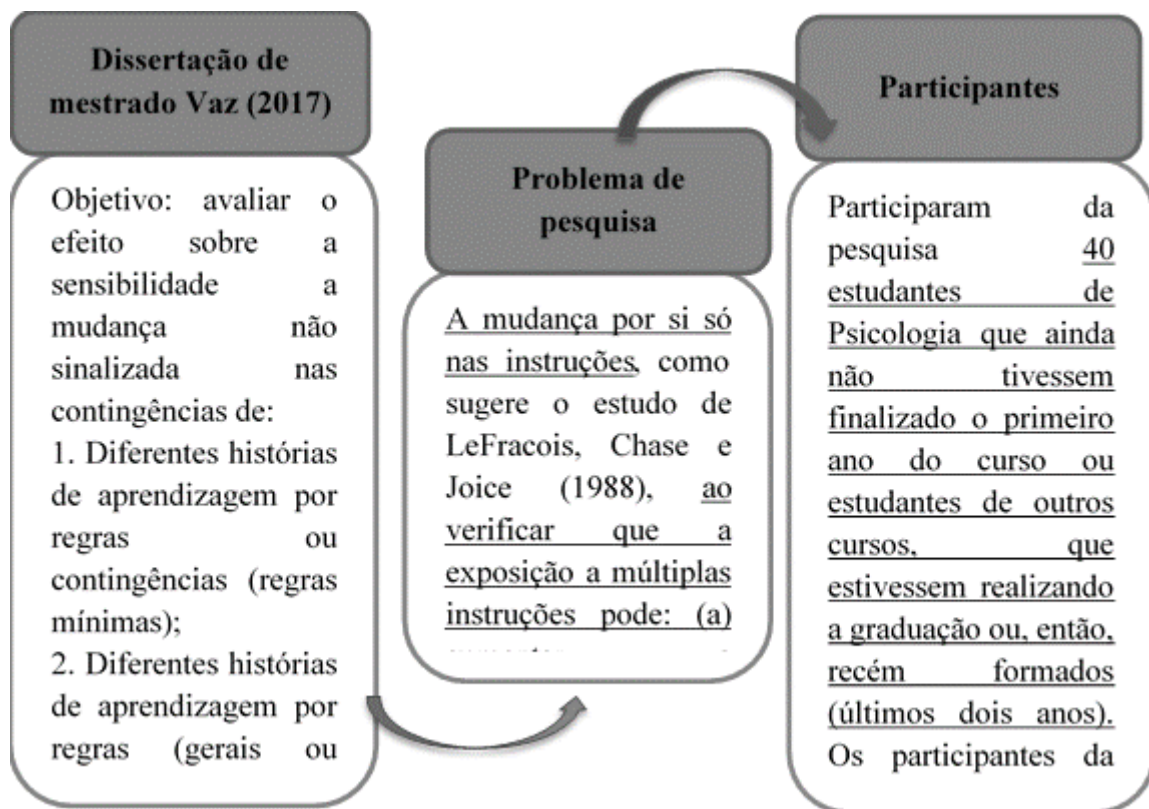 Dissertação de
mestrado Vaz (2017)
Objetivo: avaliar o
efeito sobre a
sensibilidade a
mudança não
sinalizada nas
contingências de:
1. Diferentes histórias
de aprendizagem por
regras ou
contingências (regras
mínimas);
2. Diferentes histórias
de aprendizagem por
regras (gerais ou
Problema de
pesquisa
A mudança por si só
nas instruções, como
sugere o estudo de
LeFracois, Chase e
Joice (1988), ao
verificar que a
exposição a múltiplas
instruções pode: (a)
Participantes
Participaram da
pesquisa 40
estudantes de
Psicologia que ainda
não tivessem
finalizado o primeiro
ano do curso ou
estudantes de outros
cursos, que
estivessem realizando
a graduação ou, então,
recém formados
(últimos dois anos).
Os participantes da